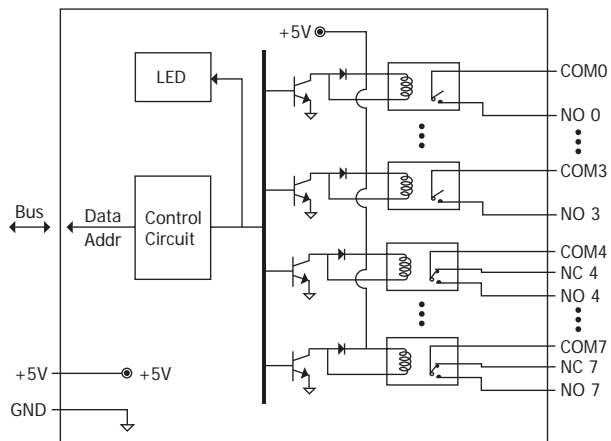 +5V
LED
COM0
NO 0
COM3
NO 3
Bus
Data
Addr
Control
Circuit
COM4
NC 4
NO 4
COM7
NC 7
NO 7
+5V
+5V
GND